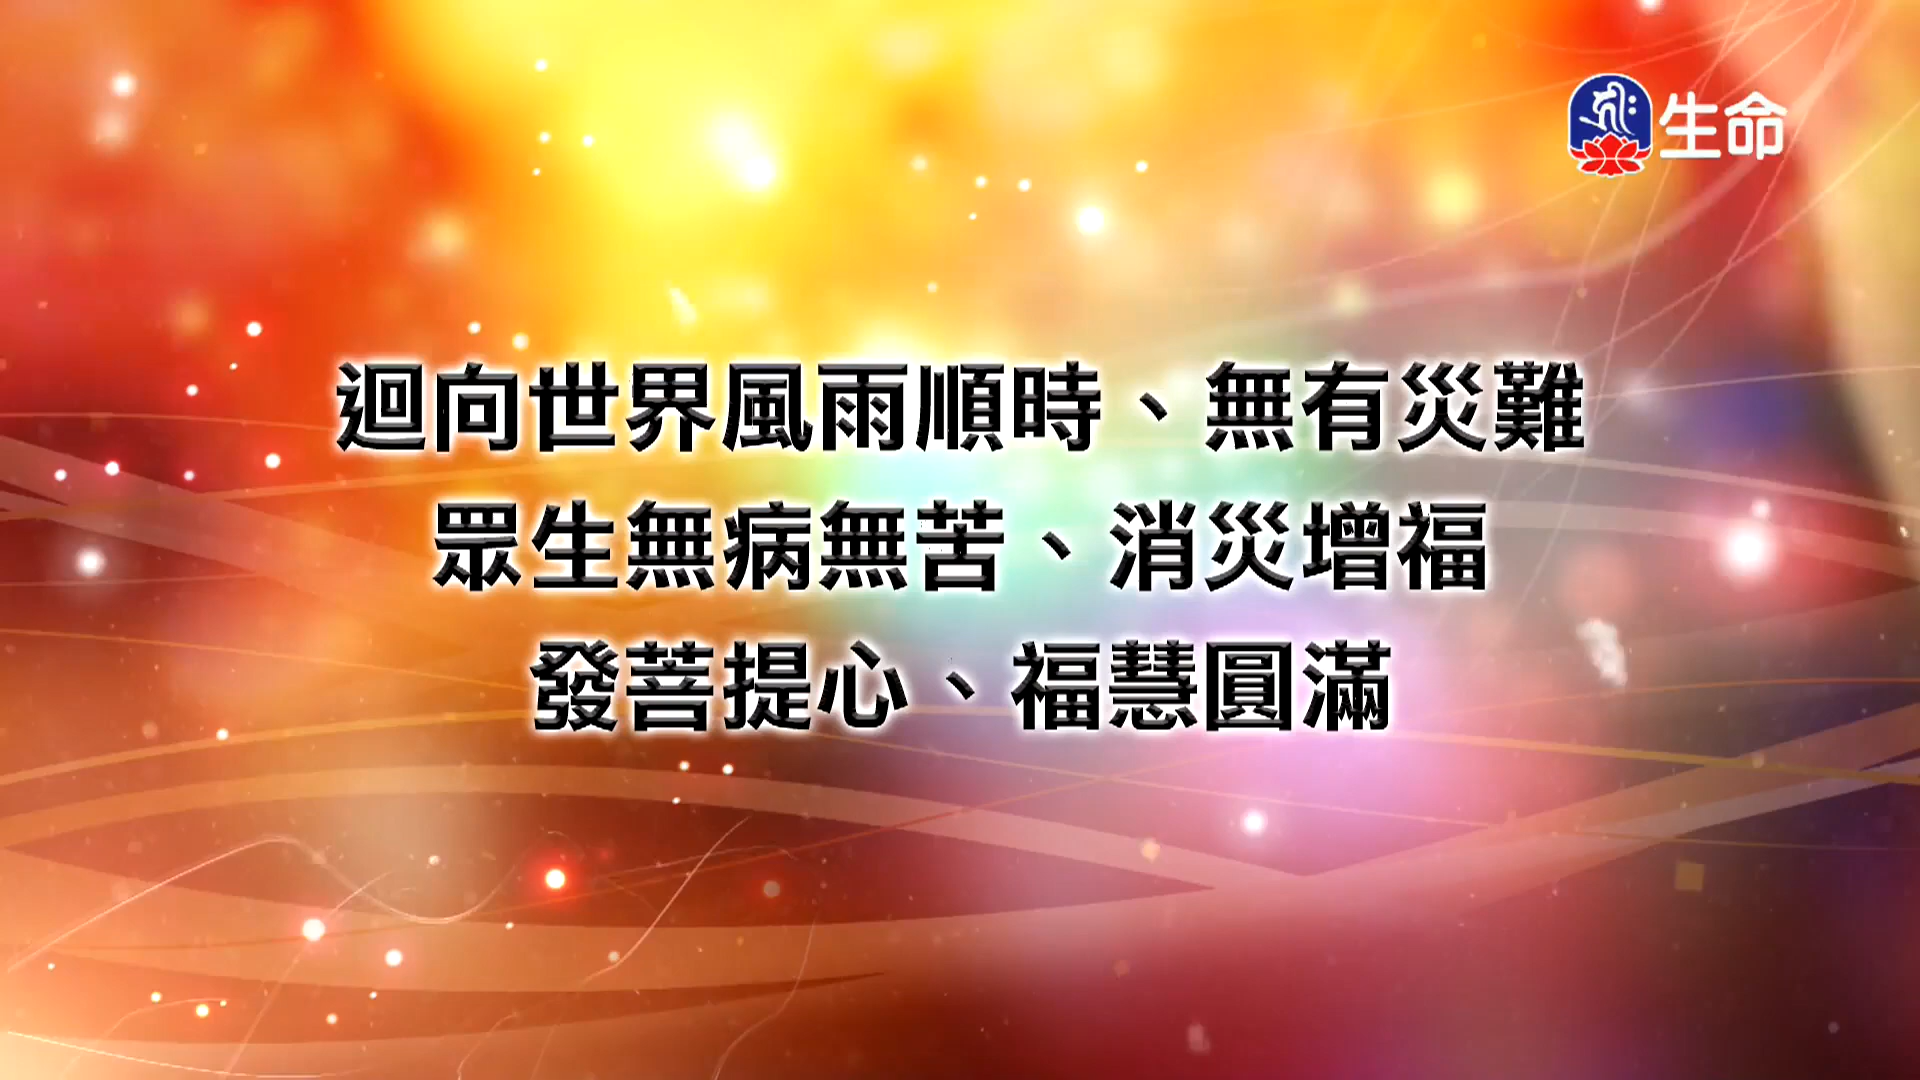 生命
迴向世界風雨順時、無有災難
眾生無病無苦、消災增福
發菩提心、福慧圓滿